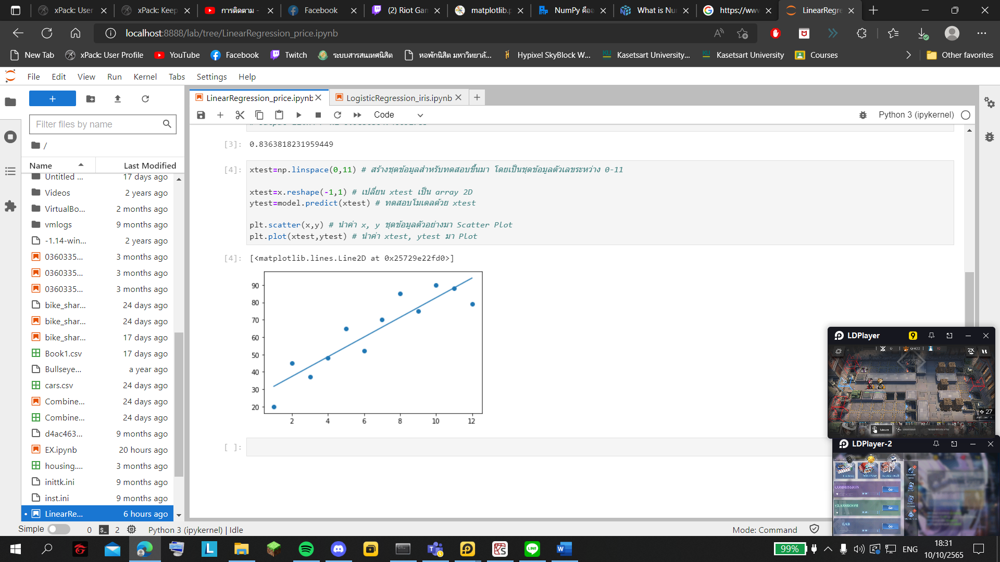 xPack: User
xPack: Keep
การติดตาม -
Facebook
(2) Riot Gan
matplotlib.p
NumPy คืออ
What is Nu
https://ww
LinearRegre
localhost:8888/lab/tree/LinearRegression_price.ipynb
New Tab
xPack: User Profile
YouTube
Facebook
Twitch
ระบบสารสนเทศนิสิต
หอพักนิสิต มหาวิทยาลั...
Hypixel SkyBlock W...
Kasetsart University...
Kasetsart University
Courses
Other favorites
File Edit View Run Kernel Tabs Settings Help
LinearRegression_price.ipynb
LogisticRegression_iris.ipynb
Code
Python 3 (ipykernel)
Filter files by name
/
Name Last Modified
Untitled ... 17 days ago
Videos 2 years ago
VirtualBo... 2 months ago
vmlogs 9 months ago
-1.14-win... 2 years ago
0360335... 3 months ago
0360335... 3 months ago
0360335... 3 months ago
bike_shar... 24 days ago
bike_shar... 24 days ago
bike_shar... 17 days ago
Book1.csv 17 days ago
Bullseye... a year ago
cars.csv 24 days ago
Combine... 24 days ago
Combine... 24 days ago
d4ac463... 9 months ago
EX.ipynb 20 hours ago
housing.... 3 months ago
inittk.ini 9 months ago
inst.ini 9 months ago
LinearRe... 6 hours ago
[3]: 0.8363818231959449
[4]: xtest=np.linspace(0,11) # สร้างชุดข้อมูลสำหรับทดสอบขึ้นมา โดยเป็นชุดข้อมูลตัวเลขระหว่าง 0-11
xtest=x.reshape(-1,1) # เปลี่ยน xtest เป็น array 2D
ytest=model.predict(xtest) # ทดสอบโมเดลด้วย xtest
plt.scatter(x,y) # นำค่า x, y ชุดข้อมูลตัวอย่างมา Scatter Plot
plt.plot(xtest,ytest) # นำค่า xtest, ytest มา Plot
[4]: [<matplotlib.lines.Line2D at 0x25729e22fd0>]
90
80
70
60
50
40
30
20
2 4 6 8 10 12
[ ]:
LDPlayer
9
2X
27
UNIT LIMIT
LDPlayer-2
COMMISSION
Go
CLASSROOM
Go
LAB
Go
Simple 0 2 Python 3 (ipykernel) | Idle
Mode: Command
99%
ENG
18:31
10/10/2565